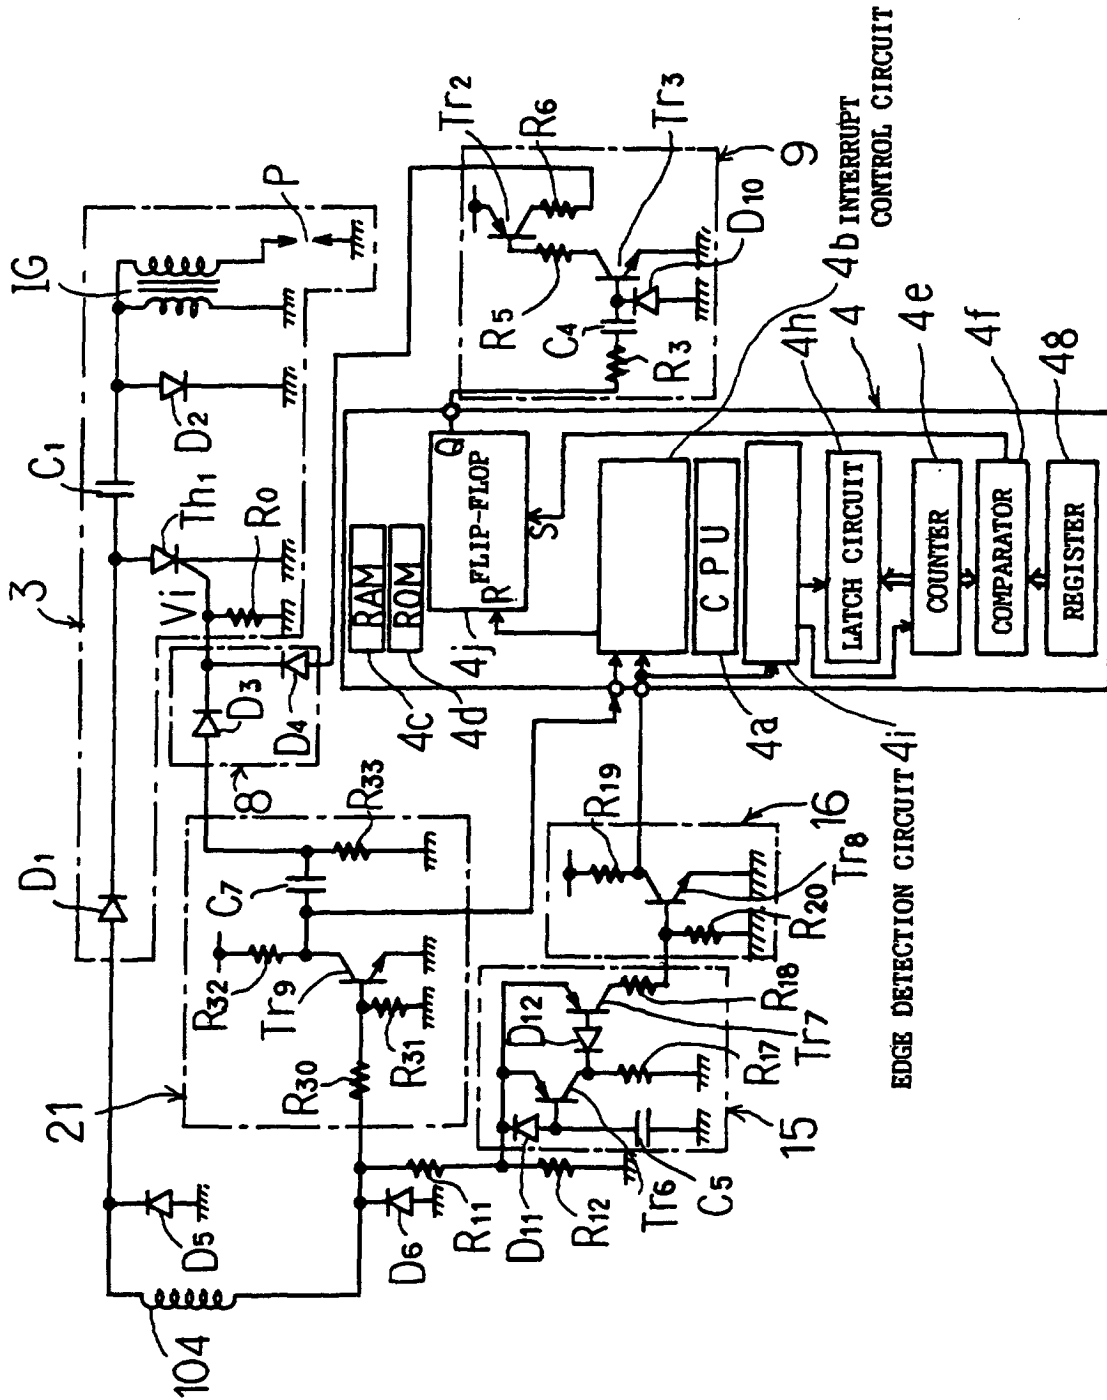 3
IG
P
D1
C1
Th1
D2
Vi
R0
D3
D4
8
Tr2
R6
Tr3
R5
C4
D10
R3
9
21
R32
C7
R33
Tr9
R30
R31
D5
104
D6
R11
R12
D11
D12
Tr6
C5
15
R17
Tr7
R18
R19
16
Tr8
R20
RAM
ROM
4c
4d
4j
FLIP-FLOP
Q
R
S
4b INTERRUPT
CONTROL CIRCUIT
CPU
4a
EDGE DETECTION CIRCUIT 4i
LATCH CIRCUIT
4h
4
COUNTER
4e
COMPARATOR
4f
REGISTER
48